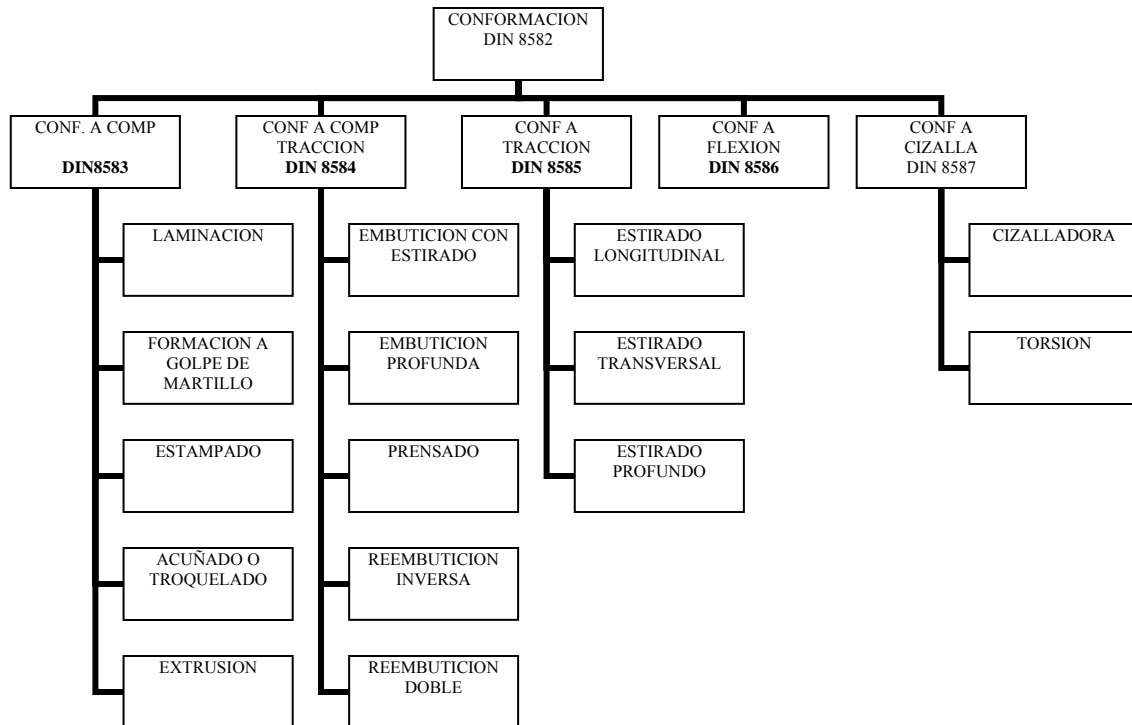 CONFORMACION
DIN 8582
CONF. A COMP
DIN8583
CONF A COMP
TRACCION
DIN 8584
CONF A
TRACCION
DIN 8585
CONF A
FLEXION
DIN 8586
CONF A
CIZALLA
DIN 8587
LAMINACION
FORMACION A
GOLPE DE
MARTILLO
ESTAMPADO
ACUÑADO O
TROQUELADO
EXTRUSION
EMBUTICION CON
ESTIRADO
EMBUTICION
PROFUNDA
PRENSADO
REEMBUTICION
INVERSA
REEMBUTICION
DOBLE
ESTIRADO
LONGITUDINAL
ESTIRADO
TRANSVERSAL
ESTIRADO
PROFUNDO
CIZALLADORA
TORSION